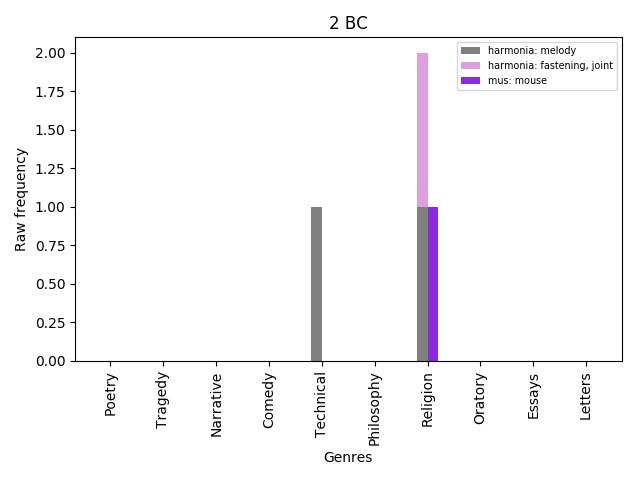 2 BC
harmonia: melody
harmonia: fastening, joint
mus: mouse
Raw frequency
2.00
1.75
1.50
1.25
1.00
0.75
0.50
0.25
0.00
Poetry
Tragedy
Narrative
Comedy
Technical
Philosophy
Religion
Oratory
Essays
Letters
Genres